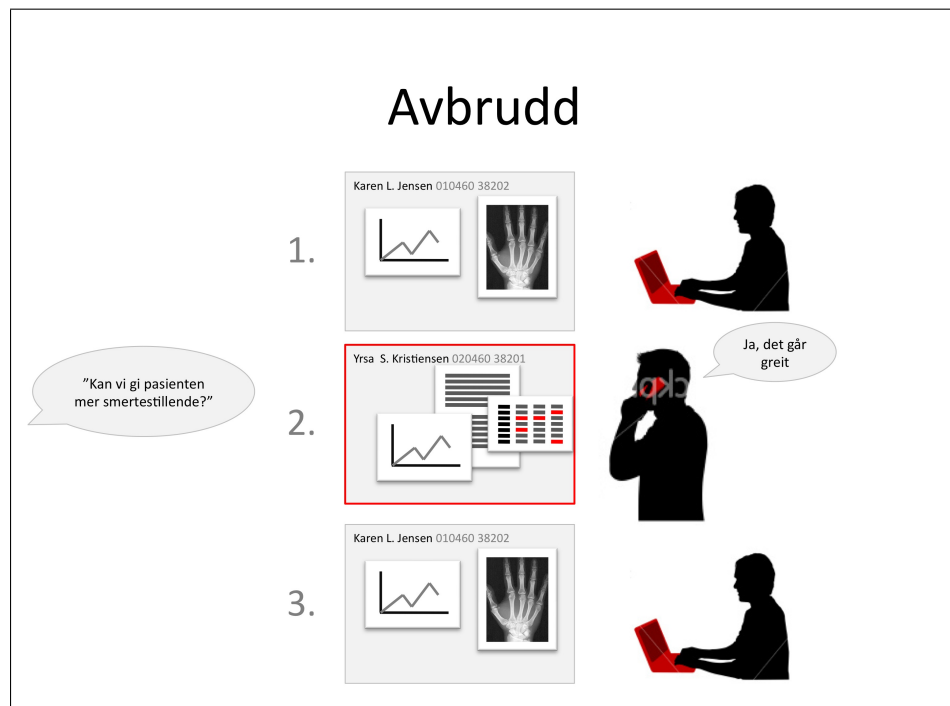 Avbrudd
1.
Karen L. Jensen 010460 38202
"Kan vi gi pasienten
mer smertestillende?"
2.
Yrsa  S. Kristiensen 020460 38201
Ja, det går
greit
3.
Karen L. Jensen 010460 38202